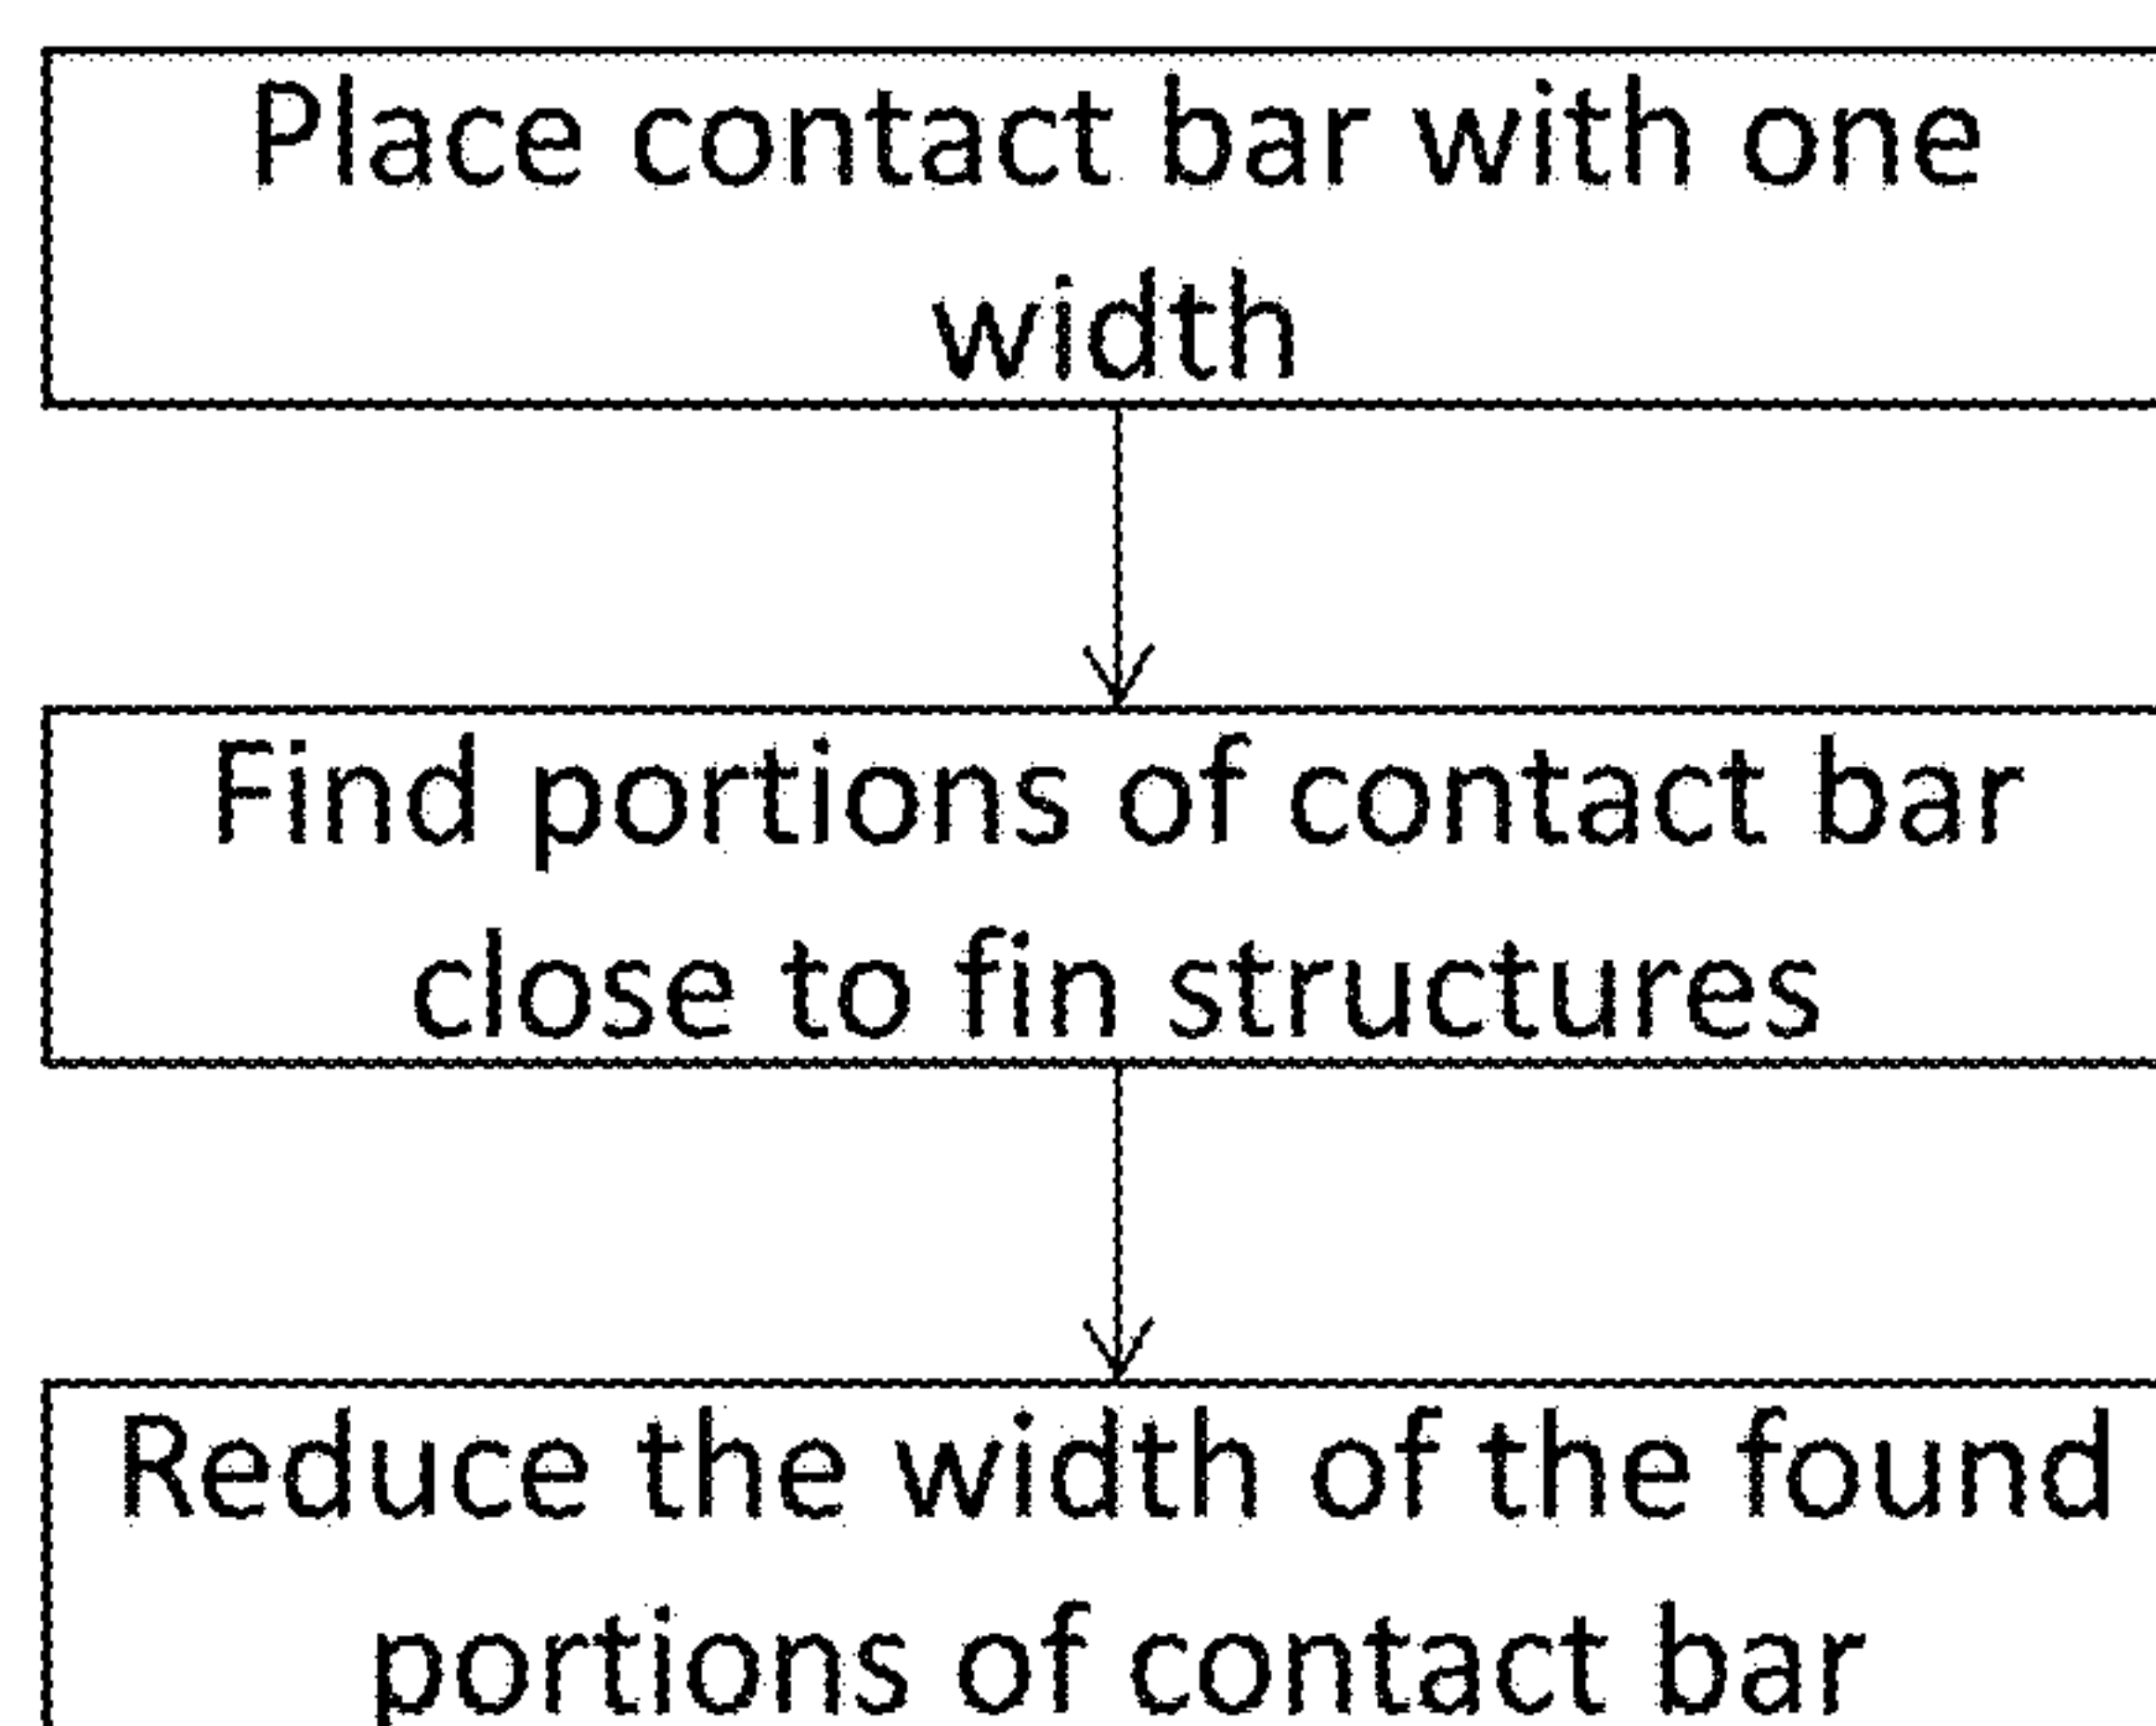 Place contact bar with one
width
Find portions of contact bar
close to fin structures
Reduce the width of the found
portions of contact bar